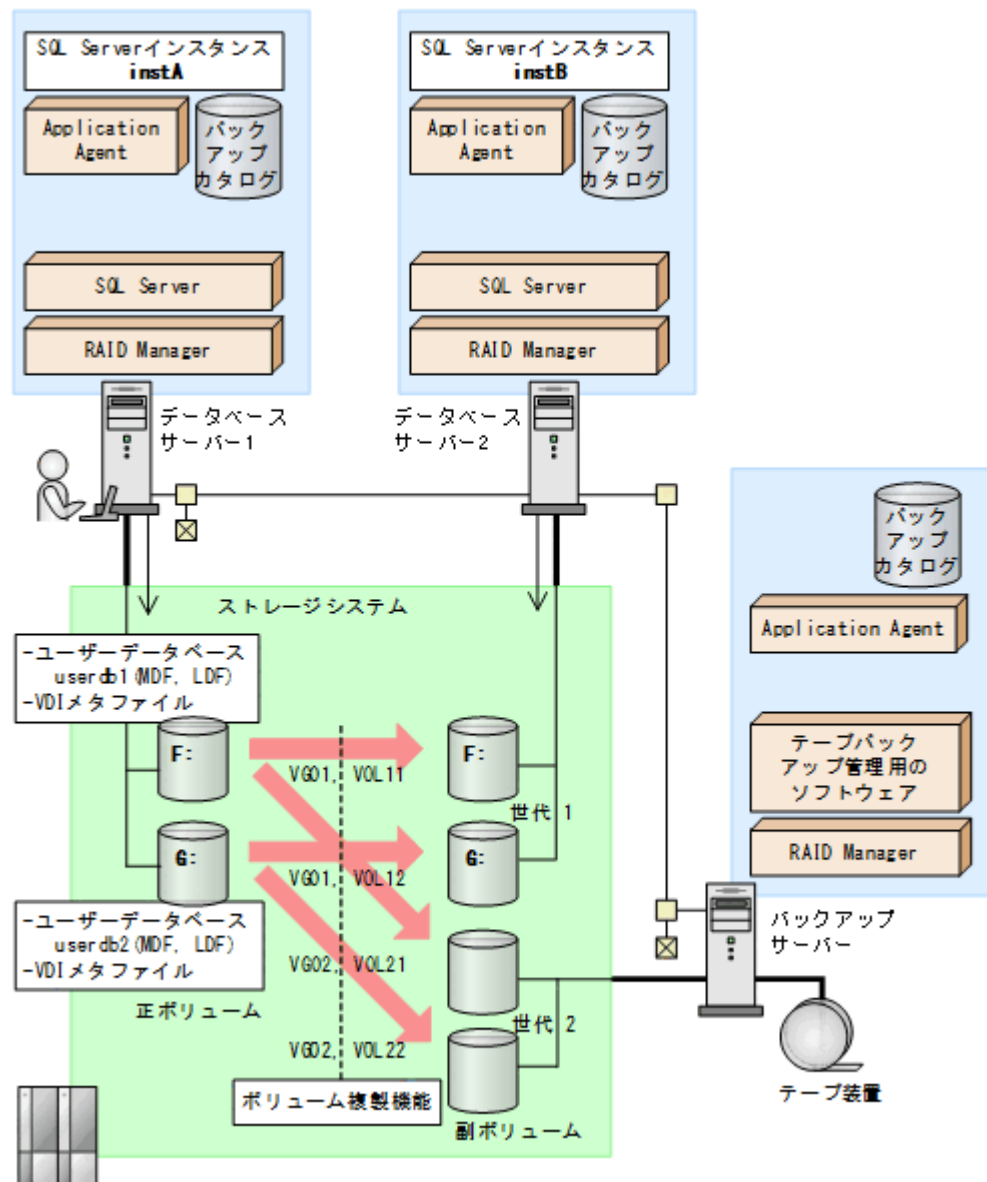 SQL Serverインスタンス
instA
Application
Agent
バック
アップ
カタログ
SQL Server
RAID Manager
データベース
サーバー1
SQL Serverインスタンス
instB
Application
Agent
バック
アップ
カタログ
SQL Server
RAID Manager
データベース
サーバー2
バック
アップ
カタログ
Application Agent
テープバック
アップ管理用の
ソフトウェア
RAID Manager
バックアップ
サーバー
テープ装置
ストレージシステム
-ユーザーデータベース
userdb1(MDF, LDF)
-VDIメタファイル
F:
G:
-ユーザーデータベース
userdb2(MDF, LDF)
-VDIメタファイル
正ボリューム
VG01, VOL11
VG01, VOL12
VG02, VOL21
VG02, VOL22
ボリューム複製機能
F:
世代 1
G:
世代 2
副ボリューム